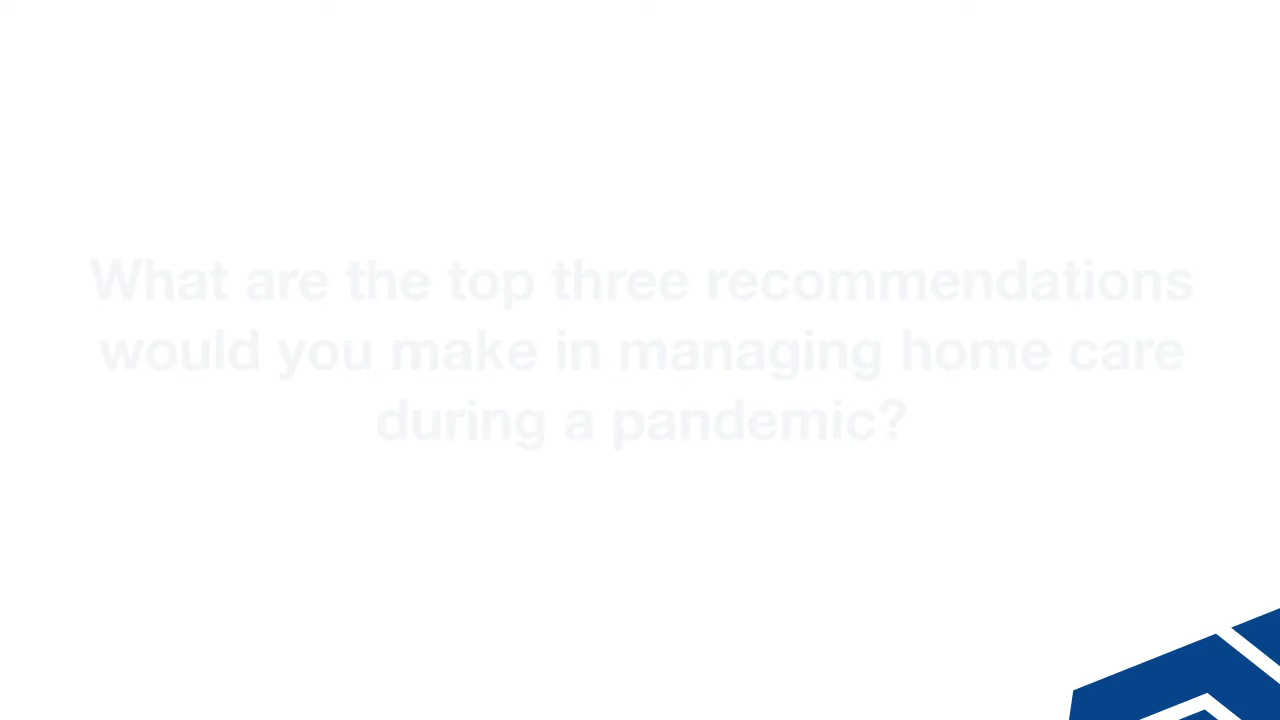 What are the top three recommendations
would you make in managing home care
during a pandemic?